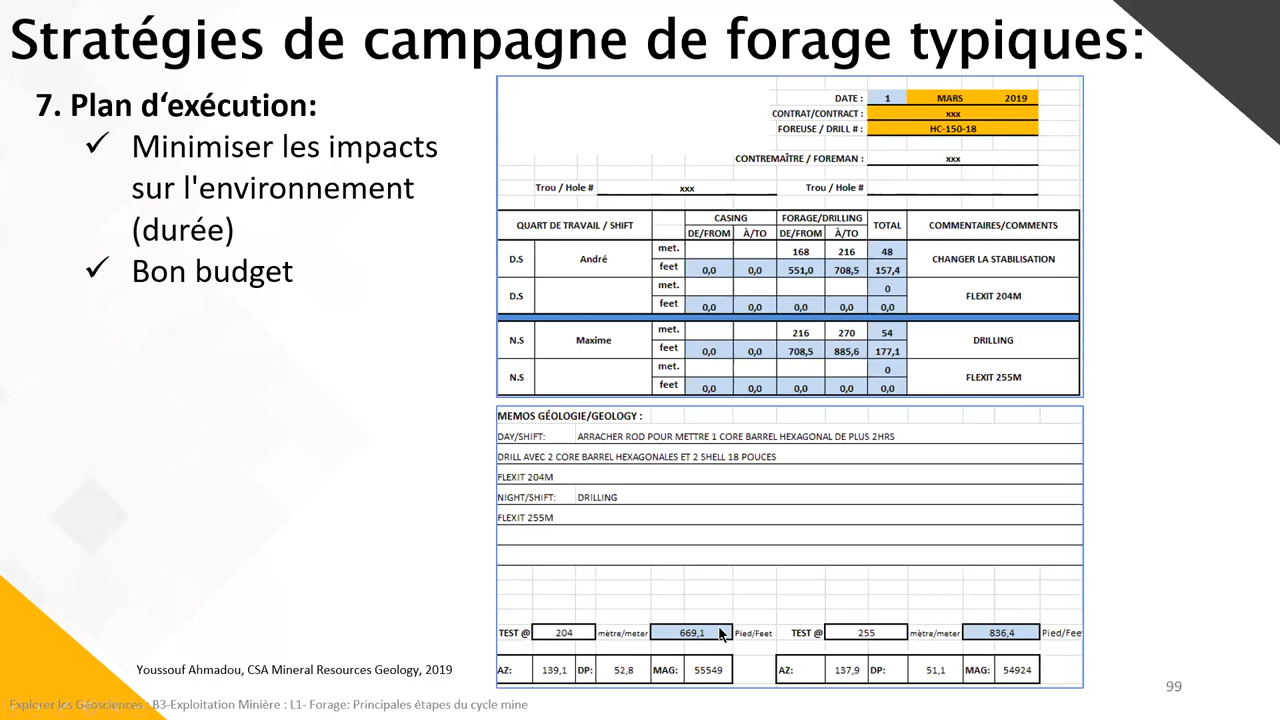 Stratégies de campagne de forage typiques:
7. Plan d‘exécution:
✓ Minimiser les impacts
sur l'environnement
(durée)
✓ Bon budget
DATE : 1 MARS 2019
CONTRAT/CONTRACT : xxx
FOREUSE / DRILL # : HC-150-18
CONTREMAÎTRE / FOREMAN : xxx
Trou / Hole # xxx Trou / Hole #
QUART DE TRAVAIL / SHIFT CASING FORAGE/DRILLING TOTAL COMMENTAIRES/COMMENTS
DE/FROM À/TO DE/FROM À/TO
D.S André met. 168 216 48 CHANGER LA STABILISATION
feet 0,0 0,0 551,0 708,5 157,4
D.S met. 0 FLEXIT 204M
feet 0,0 0,0 0,0 0,0 0,0
N.S Maxime met. 216 270 54 DRILLING
feet 0,0 0,0 708,5 885,6 177,1
N.S met. 0 FLEXIT 255M
feet 0,0 0,0 0,0 0,0 0,0
MEMOS GÉOLOGIE/GEOLOGY :
DAY/SHIFT: ARRACHER ROD POUR METTRE 1 CORE BARREL HEXAGONAL DE PLUS 2HRS
DRILL AVEC 2 CORE BARREL HEXAGONALES ET 2 SHELL 18 POUCES
FLEXIT 204M
NIGHT/SHIFT: DRILLING
FLEXIT 255M
TEST @ 204 mètre/meter 669,1 Pied/Feet TEST @ 255 mètre/meter 836,4 Pied/Fee
AZ: 139,1 DP: 52,8 MAG: 55549 AZ: 137,9 DP: 51,1 MAG: 54924
Youssouf Ahmadou, CSA Mineral Resources Geology, 2019
99
Explorer les Géosciences : B3-Exploitation Minière : L1- Forage: Principales étapes du cycle mine